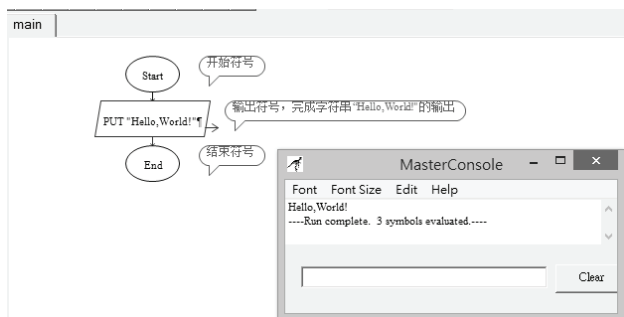 main
Start
开始符号
PUT "Hello,World!"¶
输出符号，完成字符串"Hello,World!"的输出
End
结束符号
MasterConsole
Font Font Size Edit Help
Hello,World!
----Run complete. 3 symbols evaluated.----
Clear